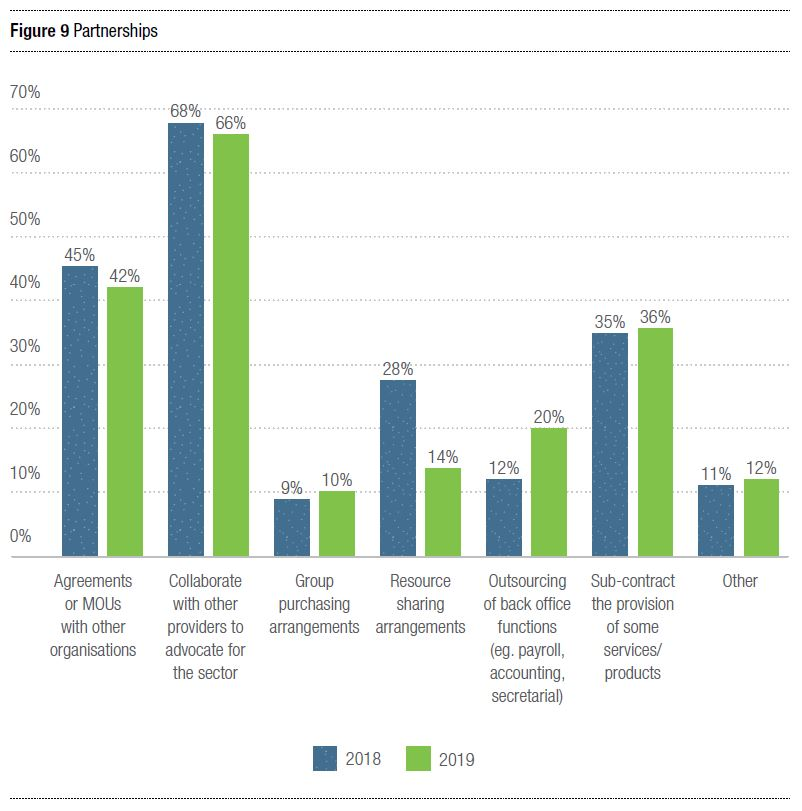 Figure 9 Partnerships
70%
60%
50%
40%
30%
20%
10%
0%
45%
42%
68%
66%
9%
10%
28%
14%
12%
20%
35%
36%
11%
12%
Agreements
or MOUs
with other
organisations
Collaborate
with other
providers to
advocate for
the sector
Group
purchasing
arrangements
Resource
sharing
arrangements
Outsourcing
of back office
functions
(eg. payroll,
accounting,
secretarial)
Sub-contract
the provision
of some
services/
products
Other
2018
2019